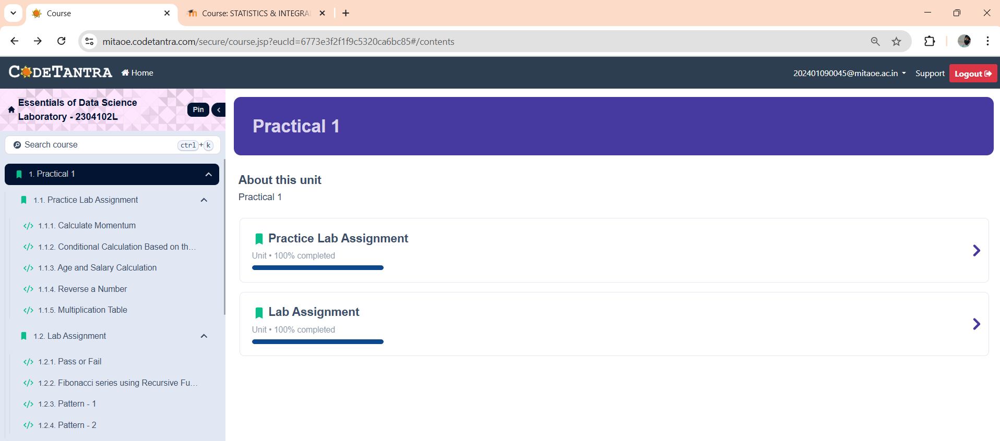 Course
Course: STATISTICS & INTEGRA
mitaoe.codetantra.com/secure/course.jsp?eucId=6773e3f2f1f9c5320ca6bc85#/contents
CODETANTRA
Home
202401090045@mitaoe.ac.in
Support
Logout
Essentials of Data Science
Laboratory - 2304102L
Pin
Search course
ctrl+k
1. Practical 1
1.1. Practice Lab Assignment
1.1.1. Calculate Momentum
1.1.2. Conditional Calculation Based on th...
1.1.3. Age and Salary Calculation
1.1.4. Reverse a Number
1.1.5. Multiplication Table
1.2. Lab Assignment
1.2.1. Pass or Fail
1.2.2. Fibonacci series using Recursive Fu...
1.2.3. Pattern - 1
1.2.4. Pattern - 2
Practical 1
About this unit
Practical 1
Practice Lab Assignment
Unit • 100% completed
Lab Assignment
Unit • 100% completed